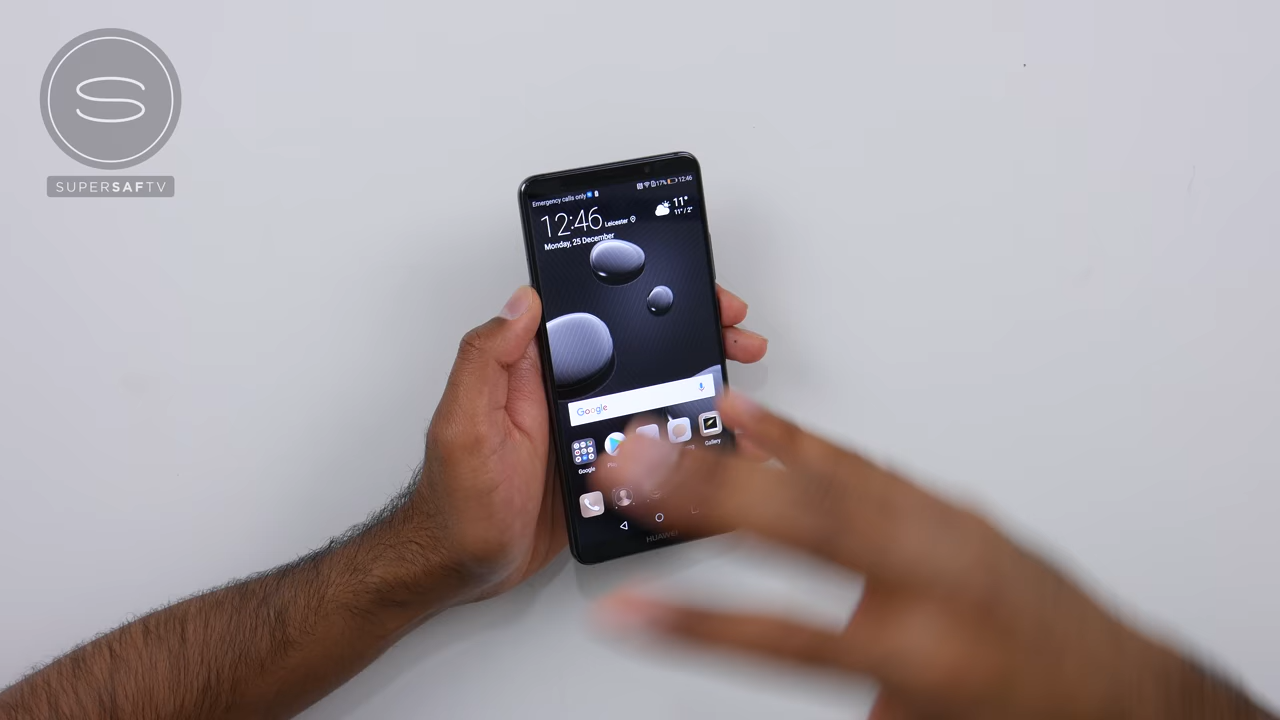 S
SUPERSAFTV
Emergency calls only
17% 12:46
12:46 Leicester
11°
11° / 2°
Monday, 25 December
Google
Google
Gallery
HUAWEI